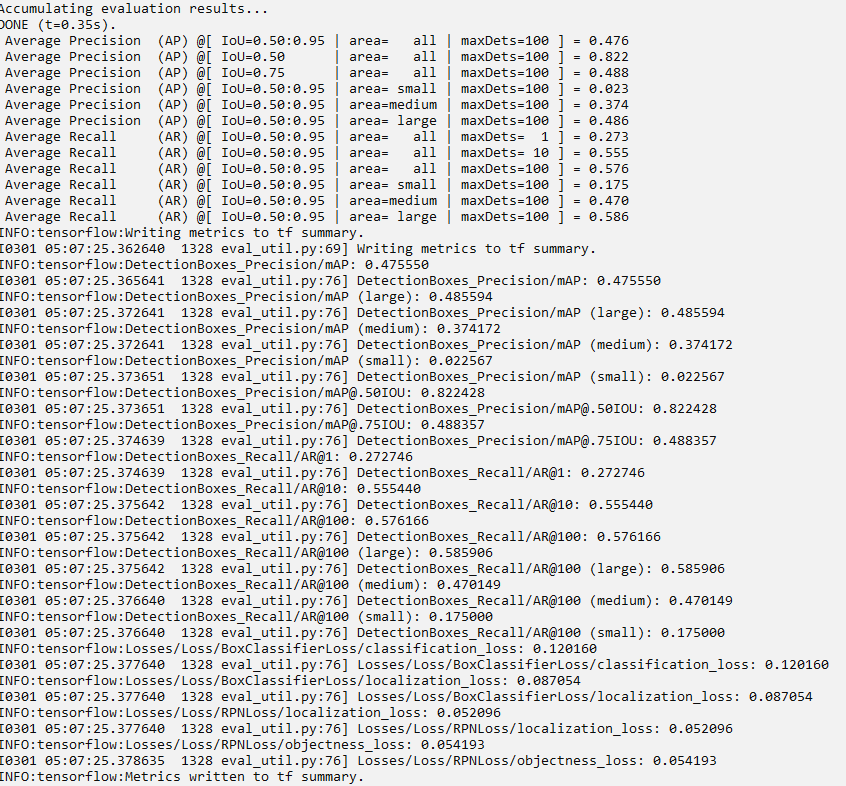 Accumulating evaluation results...
DONE (t=0.35s).
 Average Precision  (AP) @[ IoU=0.50:0.95 | area=   all | maxDets=100 ] = 0.476
 Average Precision  (AP) @[ IoU=0.50      | area=   all | maxDets=100 ] = 0.822
 Average Precision  (AP) @[ IoU=0.75      | area=   all | maxDets=100 ] = 0.488
 Average Precision  (AP) @[ IoU=0.50:0.95 | area= small | maxDets=100 ] = 0.023
 Average Precision  (AP) @[ IoU=0.50:0.95 | area=medium | maxDets=100 ] = 0.374
 Average Precision  (AP) @[ IoU=0.50:0.95 | area= large | maxDets=100 ] = 0.486
 Average Recall     (AR) @[ IoU=0.50:0.95 | area=   all | maxDets=  1 ] = 0.273
 Average Recall     (AR) @[ IoU=0.50:0.95 | area=   all | maxDets= 10 ] = 0.555
 Average Recall     (AR) @[ IoU=0.50:0.95 | area=   all | maxDets=100 ] = 0.576
 Average Recall     (AR) @[ IoU=0.50:0.95 | area= small | maxDets=100 ] = 0.175
 Average Recall     (AR) @[ IoU=0.50:0.95 | area=medium | maxDets=100 ] = 0.470
 Average Recall     (AR) @[ IoU=0.50:0.95 | area= large | maxDets=100 ] = 0.586
INFO:tensorflow:Writing metrics to tf summary.
I0301 05:07:25.362640  1328 eval_util.py:69] Writing metrics to tf summary.
INFO:tensorflow:DetectionBoxes_Precision/mAP: 0.475550
I0301 05:07:25.365641  1328 eval_util.py:76] DetectionBoxes_Precision/mAP: 0.475550
INFO:tensorflow:DetectionBoxes_Precision/mAP (large): 0.485594
I0301 05:07:25.372641  1328 eval_util.py:76] DetectionBoxes_Precision/mAP (large): 0.485594
INFO:tensorflow:DetectionBoxes_Precision/mAP (medium): 0.374172
I0301 05:07:25.372641  1328 eval_util.py:76] DetectionBoxes_Precision/mAP (medium): 0.374172
INFO:tensorflow:DetectionBoxes_Precision/mAP (small): 0.022567
I0301 05:07:25.373651  1328 eval_util.py:76] DetectionBoxes_Precision/mAP (small): 0.022567
INFO:tensorflow:DetectionBoxes_Precision/mAP@.50IOU: 0.822428
I0301 05:07:25.373651  1328 eval_util.py:76] DetectionBoxes_Precision/mAP@.50IOU: 0.822428
INFO:tensorflow:DetectionBoxes_Precision/mAP@.75IOU: 0.488357
I0301 05:07:25.374639  1328 eval_util.py:76] DetectionBoxes_Precision/mAP@.75IOU: 0.488357
INFO:tensorflow:DetectionBoxes_Recall/AR@1: 0.272746
I0301 05:07:25.374639  1328 eval_util.py:76] DetectionBoxes_Recall/AR@1: 0.272746
INFO:tensorflow:DetectionBoxes_Recall/AR@10: 0.555440
I0301 05:07:25.375642  1328 eval_util.py:76] DetectionBoxes_Recall/AR@10: 0.555440
INFO:tensorflow:DetectionBoxes_Recall/AR@100: 0.576166
I0301 05:07:25.375642  1328 eval_util.py:76] DetectionBoxes_Recall/AR@100: 0.576166
INFO:tensorflow:DetectionBoxes_Recall/AR@100 (large): 0.585906
I0301 05:07:25.375642  1328 eval_util.py:76] DetectionBoxes_Recall/AR@100 (large): 0.585906
INFO:tensorflow:DetectionBoxes_Recall/AR@100 (medium): 0.470149
I0301 05:07:25.376640  1328 eval_util.py:76] DetectionBoxes_Recall/AR@100 (medium): 0.470149
INFO:tensorflow:DetectionBoxes_Recall/AR@100 (small): 0.175000
I0301 05:07:25.376640  1328 eval_util.py:76] DetectionBoxes_Recall/AR@100 (small): 0.175000
INFO:tensorflow:Losses/Loss/BoxClassifierLoss/classification_loss: 0.120160
I0301 05:07:25.377640  1328 eval_util.py:76] Losses/Loss/BoxClassifierLoss/classification_loss: 0.120160
INFO:tensorflow:Losses/Loss/BoxClassifierLoss/localization_loss: 0.087054
I0301 05:07:25.377640  1328 eval_util.py:76] Losses/Loss/BoxClassifierLoss/localization_loss: 0.087054
INFO:tensorflow:Losses/Loss/RPNLoss/localization_loss: 0.052096
I0301 05:07:25.377640  1328 eval_util.py:76] Losses/Loss/RPNLoss/localization_loss: 0.052096
INFO:tensorflow:Losses/Loss/RPNLoss/objectness_loss: 0.054193
I0301 05:07:25.378635  1328 eval_util.py:76] Losses/Loss/RPNLoss/objectness_loss: 0.054193
INFO:tensorflow:Metrics written to tf summary.